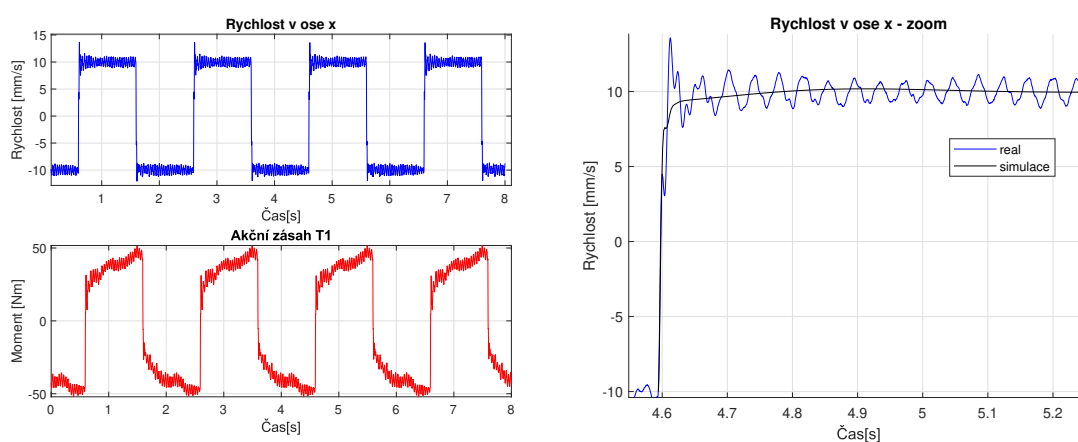 Rychlost v ose x
Rychlost [mm/s]
15
10
5
0
-5
-10
1 2 3 4 5 6 7 8
Čas[s]
Akční zásah T1
Moment [Nm]
50
0
-50
0 1 2 3 4 5 6 7 8
Čas[s]
Rychlost v ose x - zoom
Rychlost [mm/s]
10
5
0
-5
-10
real
simulace
4.6 4.7 4.8 4.9 5 5.1 5.2
Čas[s]